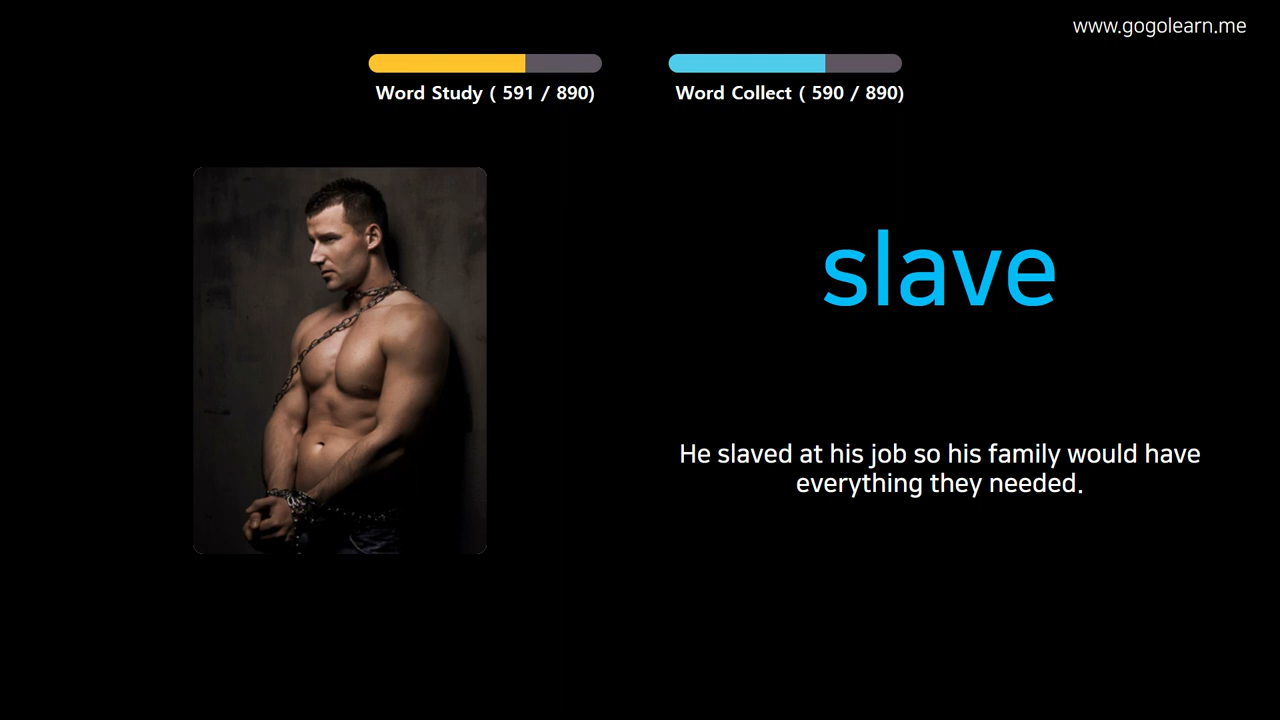 www.gogolearn.me
Word Study ( 591 / 890)
Word Collect ( 590 / 890)
slave
He slaved at his job so his family would have
everything they needed.